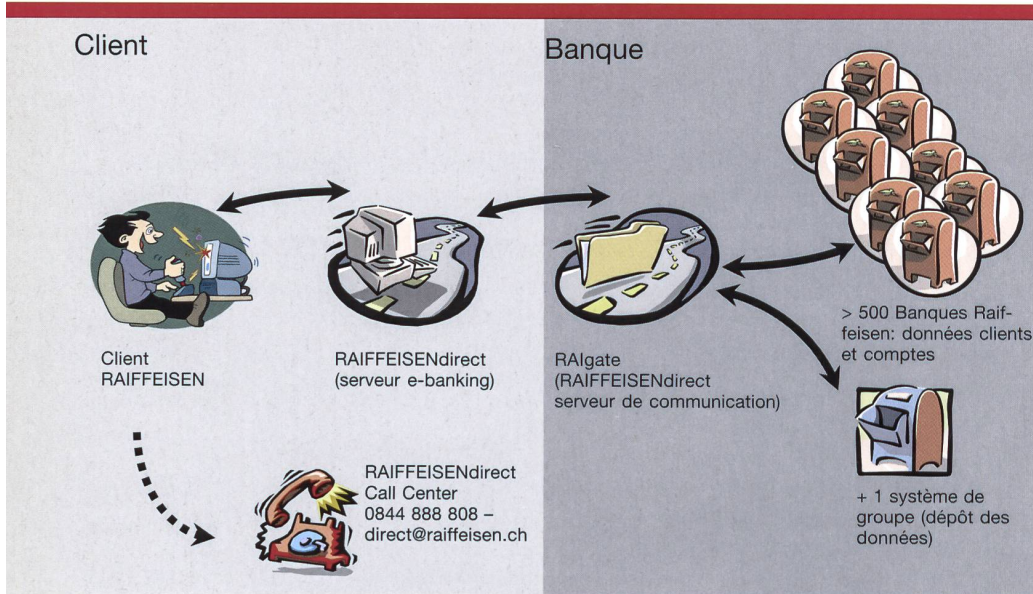 Client
Banque
Client
RAIFFEISEN
RAIFFEISENdirect
(serveur e-banking)
RAIgate
(RAIFFEISENdirect
serveur de communication)
> 500 Banques Raif-
feisen: données clients
et comptes
RAIFFEISENdirect
Call Center
0844 888 808 –
direct@raiffeisen.ch
+ 1 système de
groupe (dépôt des
données)